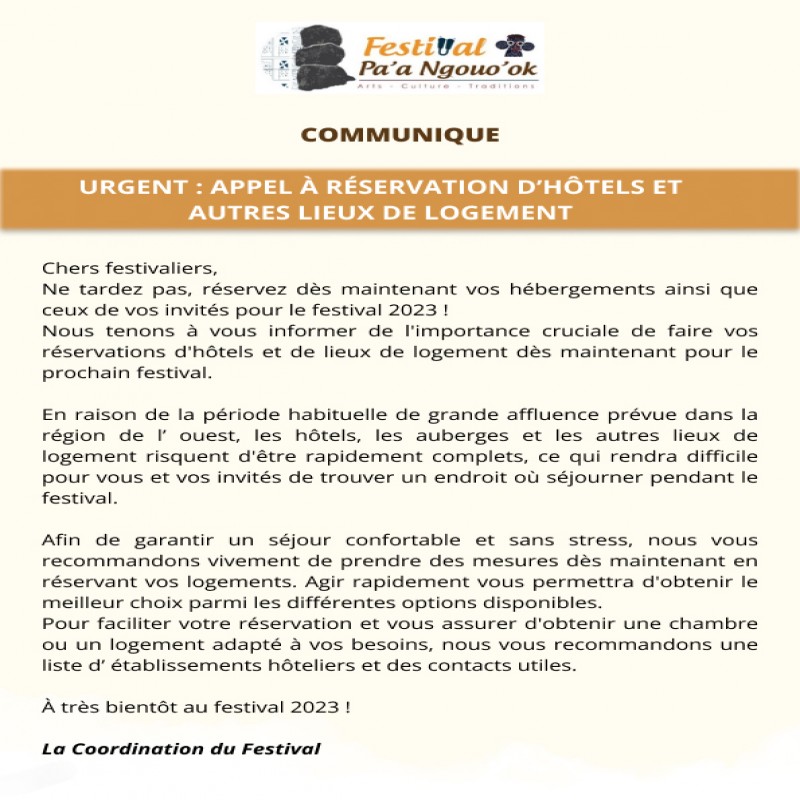 Festival
Pa'a Ngouo'ok
Arts - Culture - Traditions
COMMUNIQUE
URGENT : APPEL À RÉSERVATION D'HÔTELS ET
AUTRES LIEUX DE LOGEMENT
Chers festivaliers,
Ne tardez pas, réservez dès maintenant vos hébergements ainsi que
ceux de vos invités pour le festival 2023 !
Nous tenons à vous informer de l'importance cruciale de faire vos
réservations d'hôtels et de lieux de logement dès maintenant pour le
prochain festival.
En raison de la période habituelle de grande affluence prévue dans la
région de l' ouest, les hôtels, les auberges et les autres lieux de
logement risquent d'être rapidement complets, ce qui rendra difficile
pour vous et vos invités de trouver un endroit où séjourner pendant le
festival.
Afin de garantir un séjour confortable et sans stress, nous vous
recommandons vivement de prendre des mesures dès maintenant en
réservant vos logements. Agir rapidement vous permettra d'obtenir le
meilleur choix parmi les différentes options disponibles.
Pour faciliter votre réservation et vous assurer d'obtenir une chambre
ou un logement adapté à vos besoins, nous vous recommandons une
liste d' établissements hôteliers et des contacts utiles.
À très bientôt au festival 2023 !
La Coordination du Festival